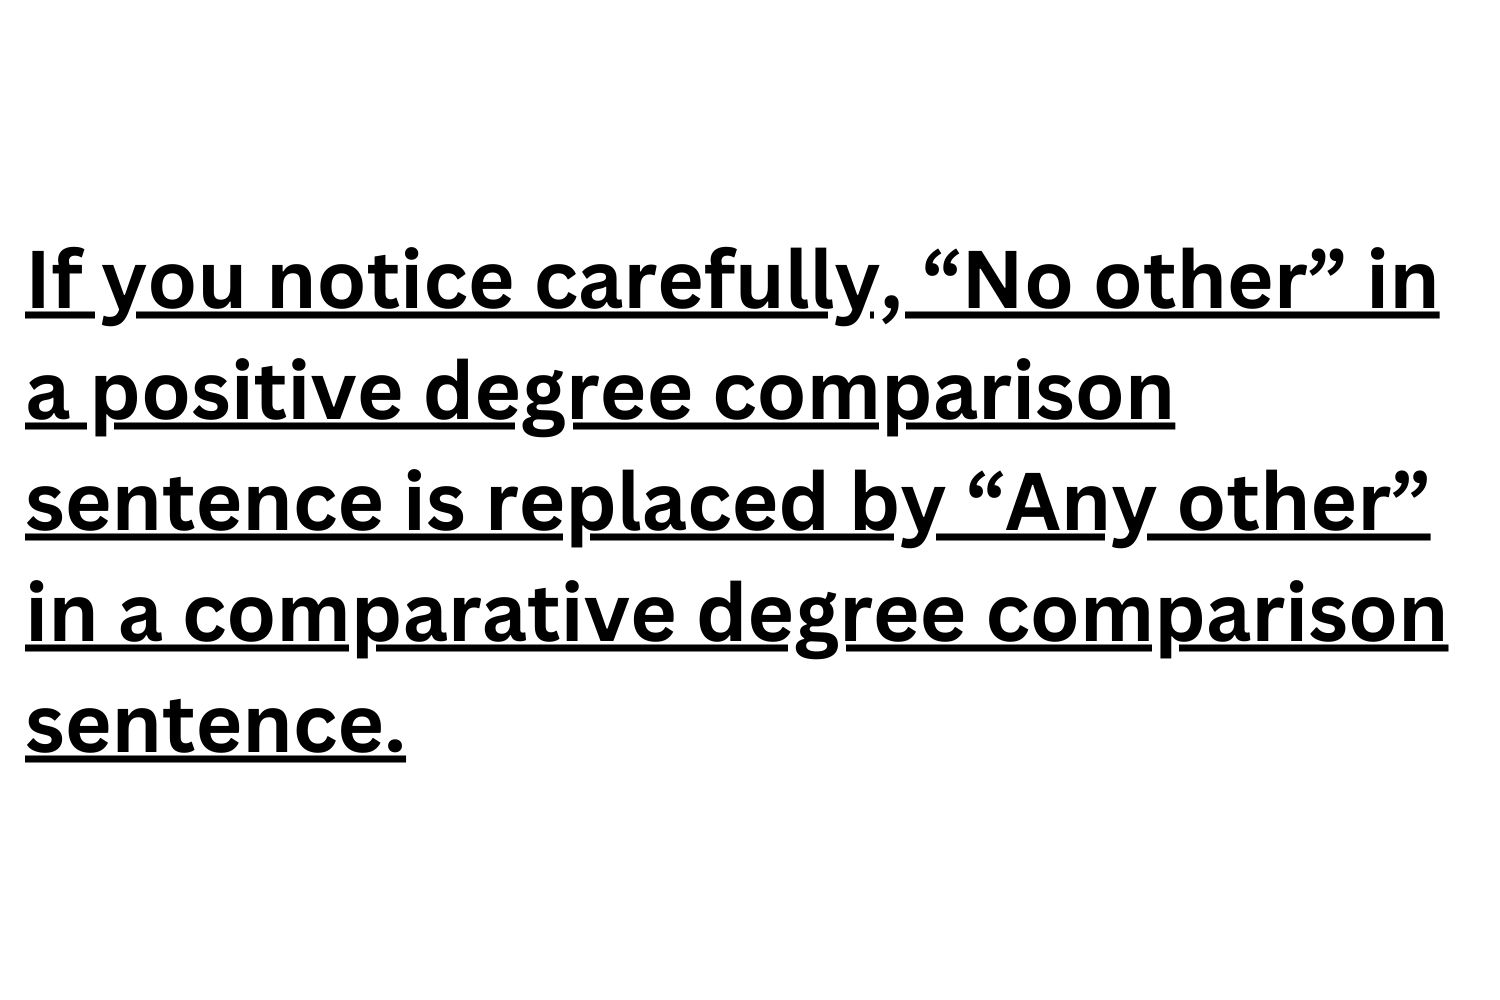 If you notice carefully, “No other” in
a positive degree comparison
sentence is replaced by “Any other”
in a comparative degree comparison
sentence.